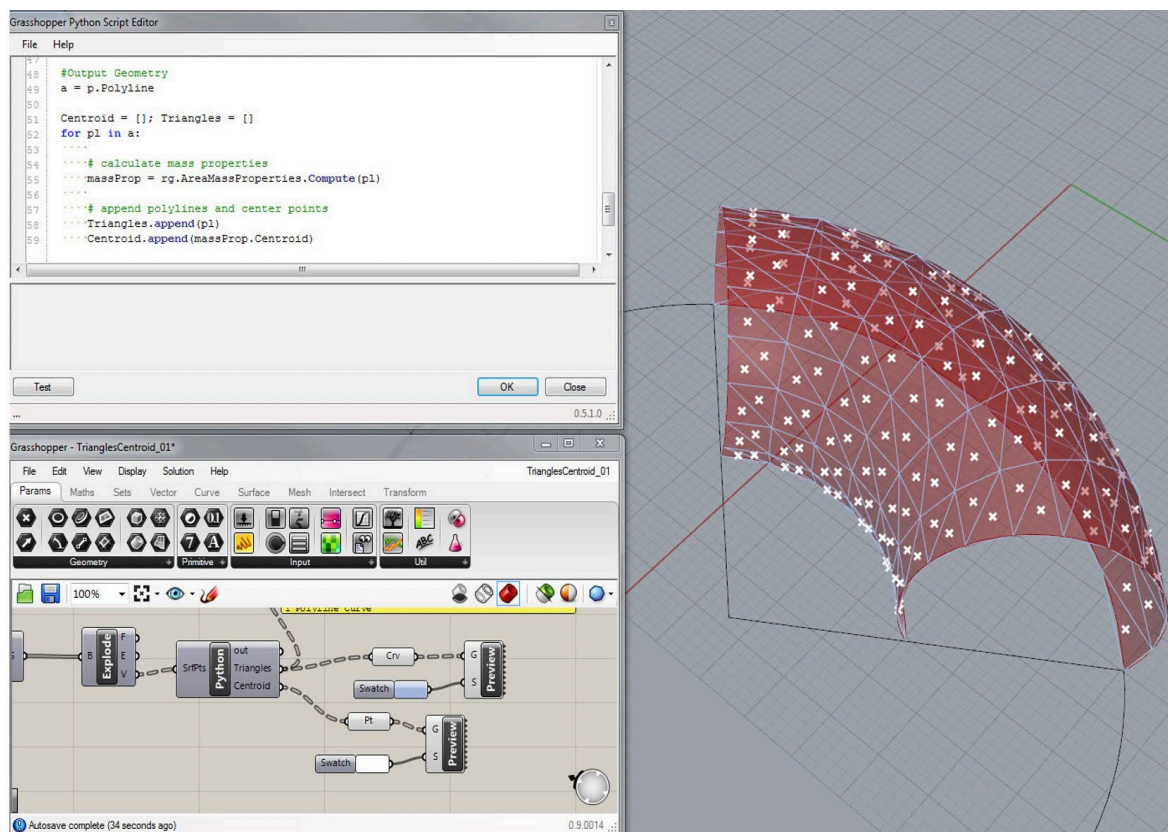 Grasshopper Python Script Editor
File Help
47
48 #Output Geometry
49 a = p.Polyline
50
51 Centroid = []; Triangles = []
52 for pl in a:
53
54 # calculate mass properties
55 massProp = rg.AreaMassProperties.Compute(pl)
56
57 # append polylines and center points
58 Triangles.append(pl)
59 Centroid.append(massProp.Centroid)
Test OK Close
... 0.5.1.0
Grasshopper - TrianglesCentroid_01*
File Edit View Display Solution Help TrianglesCentroid_01
Params Maths Sets Vector Curve Surface Mesh Intersect Transform
Geometry Primitive Input Util
100%
1 Polyline Curve
B Explode F E V
SrfPts Python out Triangles Centroid
Crv
Swatch
G S Preview
Pt
Swatch
G S Preview
Autosave complete (34 seconds ago) 0.9.0014